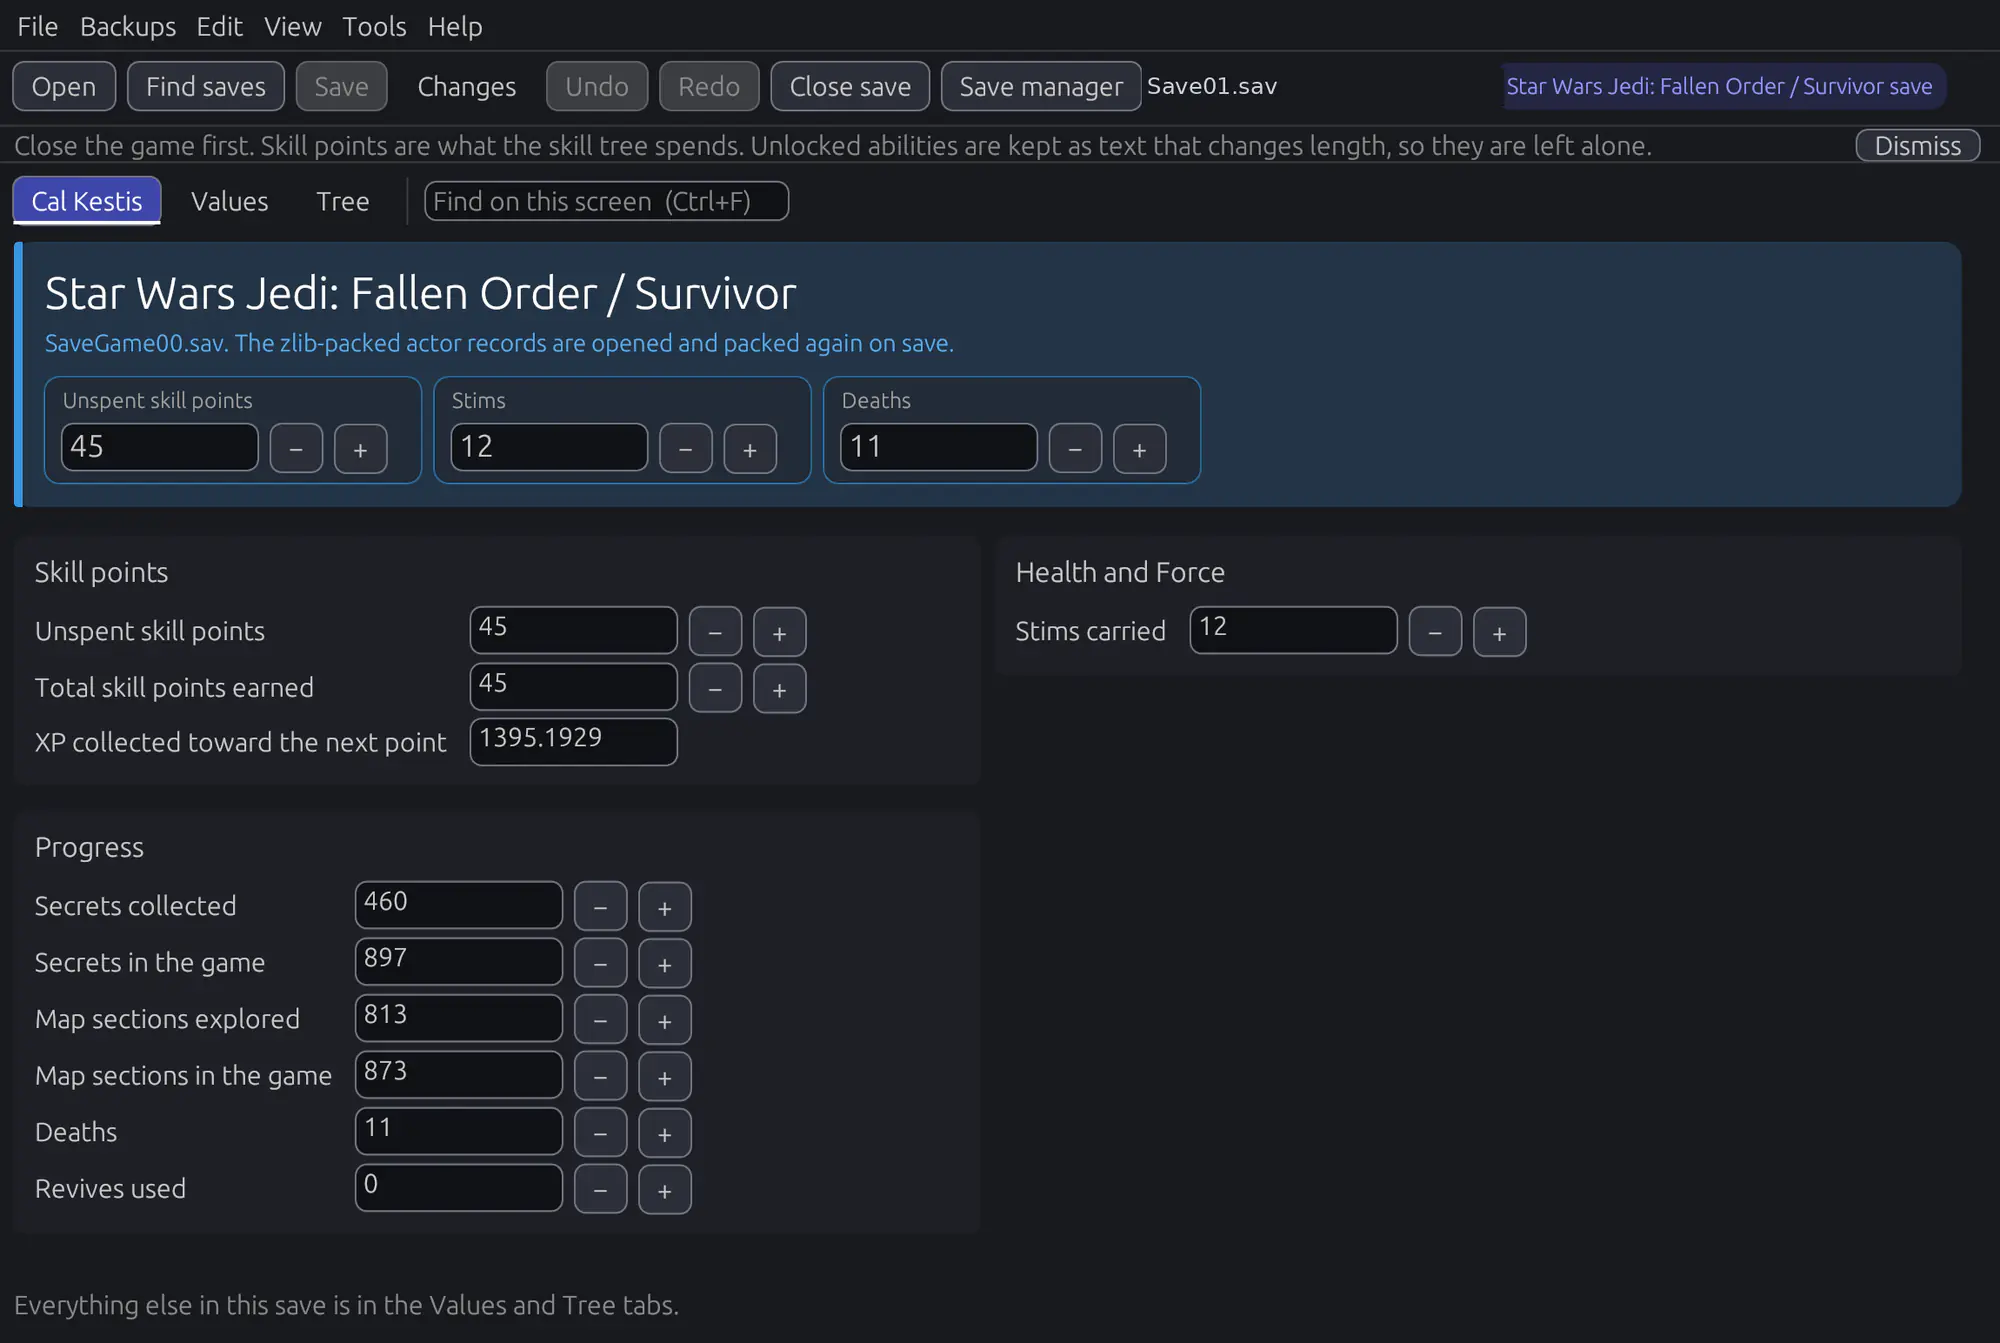 File Backups Edit View Tools Help
Open Find saves Save Changes Undo Redo Close save Save manager Save01.sav Star Wars Jedi: Fallen Order / Survivor save
Close the game first. Skill points are what the skill tree spends. Unlocked abilities are kept as text that changes length, so they are left alone. Dismiss
Cal Kestis Values Tree Find on this screen (Ctrl+F)
Star Wars Jedi: Fallen Order / Survivor
SaveGame00.sav. The zlib-packed actor records are opened and packed again on save.
Unspent skill points Stims Deaths
45 − + 12 − + 11 − +
Skill points
Unspent skill points 45 − +
Total skill points earned 45 − +
XP collected toward the next point 1395.1929
Health and Force
Stims carried 12 − +
Progress
Secrets collected 460 − +
Secrets in the game 897 − +
Map sections explored 813 − +
Map sections in the game 873 − +
Deaths 11 − +
Revives used 0 − +
Everything else in this save is in the Values and Tree tabs.